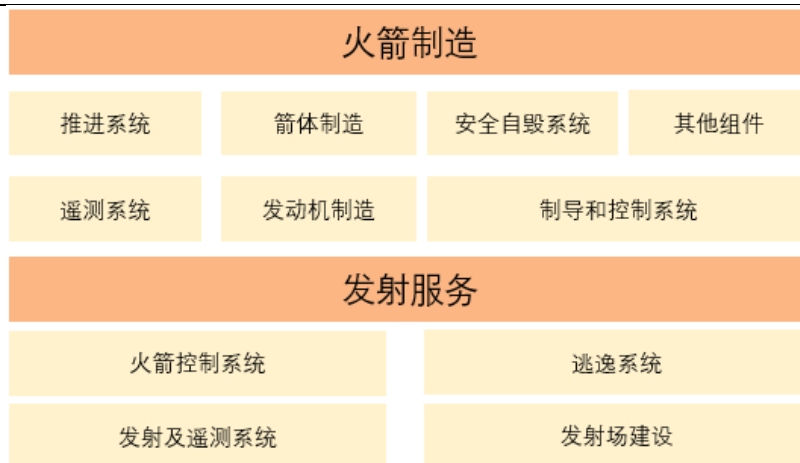 火箭制造
推进系统 箭体制造 安全自毁系统 其他组件
遥测系统 发动机制造 制导和控制系统
发射服务
火箭控制系统 逃逸系统
发射及遥测系统 发射场建设